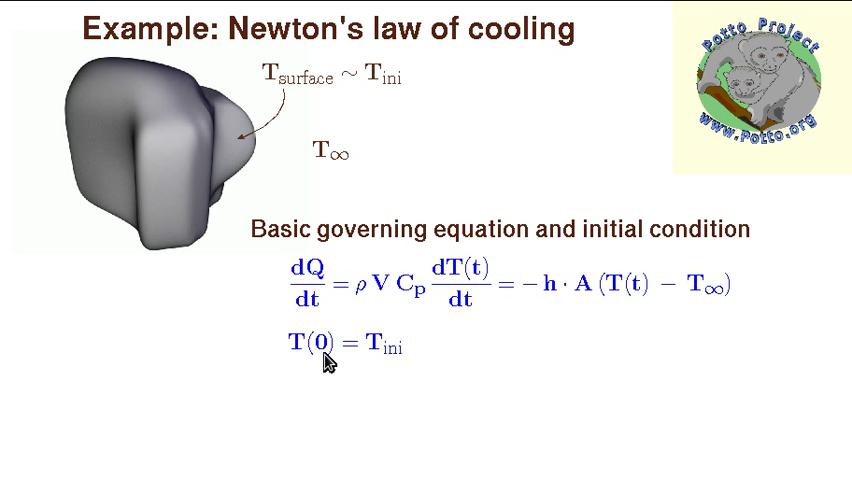 Example: Newton's law of cooling
Potto Project
www.Potto.org
T_surface ∼ T_ini
T_∞
Basic governing equation and initial condition
dQ/dt = ρ V C_p dT(t)/dt = − h · A (T(t) − T_∞)
T(0) = T_ini